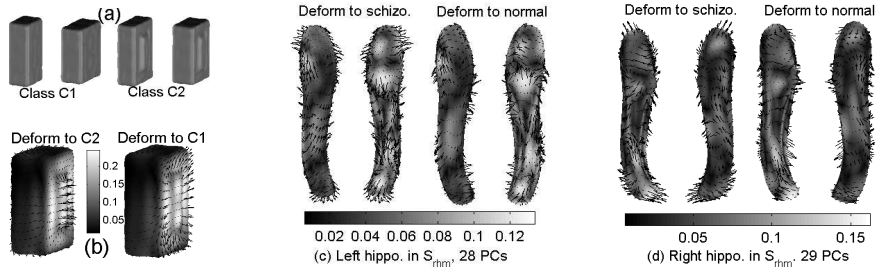 (a)
Class C1
Class C2
Deform to C2
Deform to C1
0.2
0.15
0.1
0.05
(b)
Deform to schizo.
Deform to normal
0.02 0.04 0.06 0.08 0.1 0.12
(c) Left hippo. in Srhm, 28 PCs
Deform to schizo.
Deform to normal
0.05 0.1 0.15
(d) Right hippo. in Srhm. 29 PCs